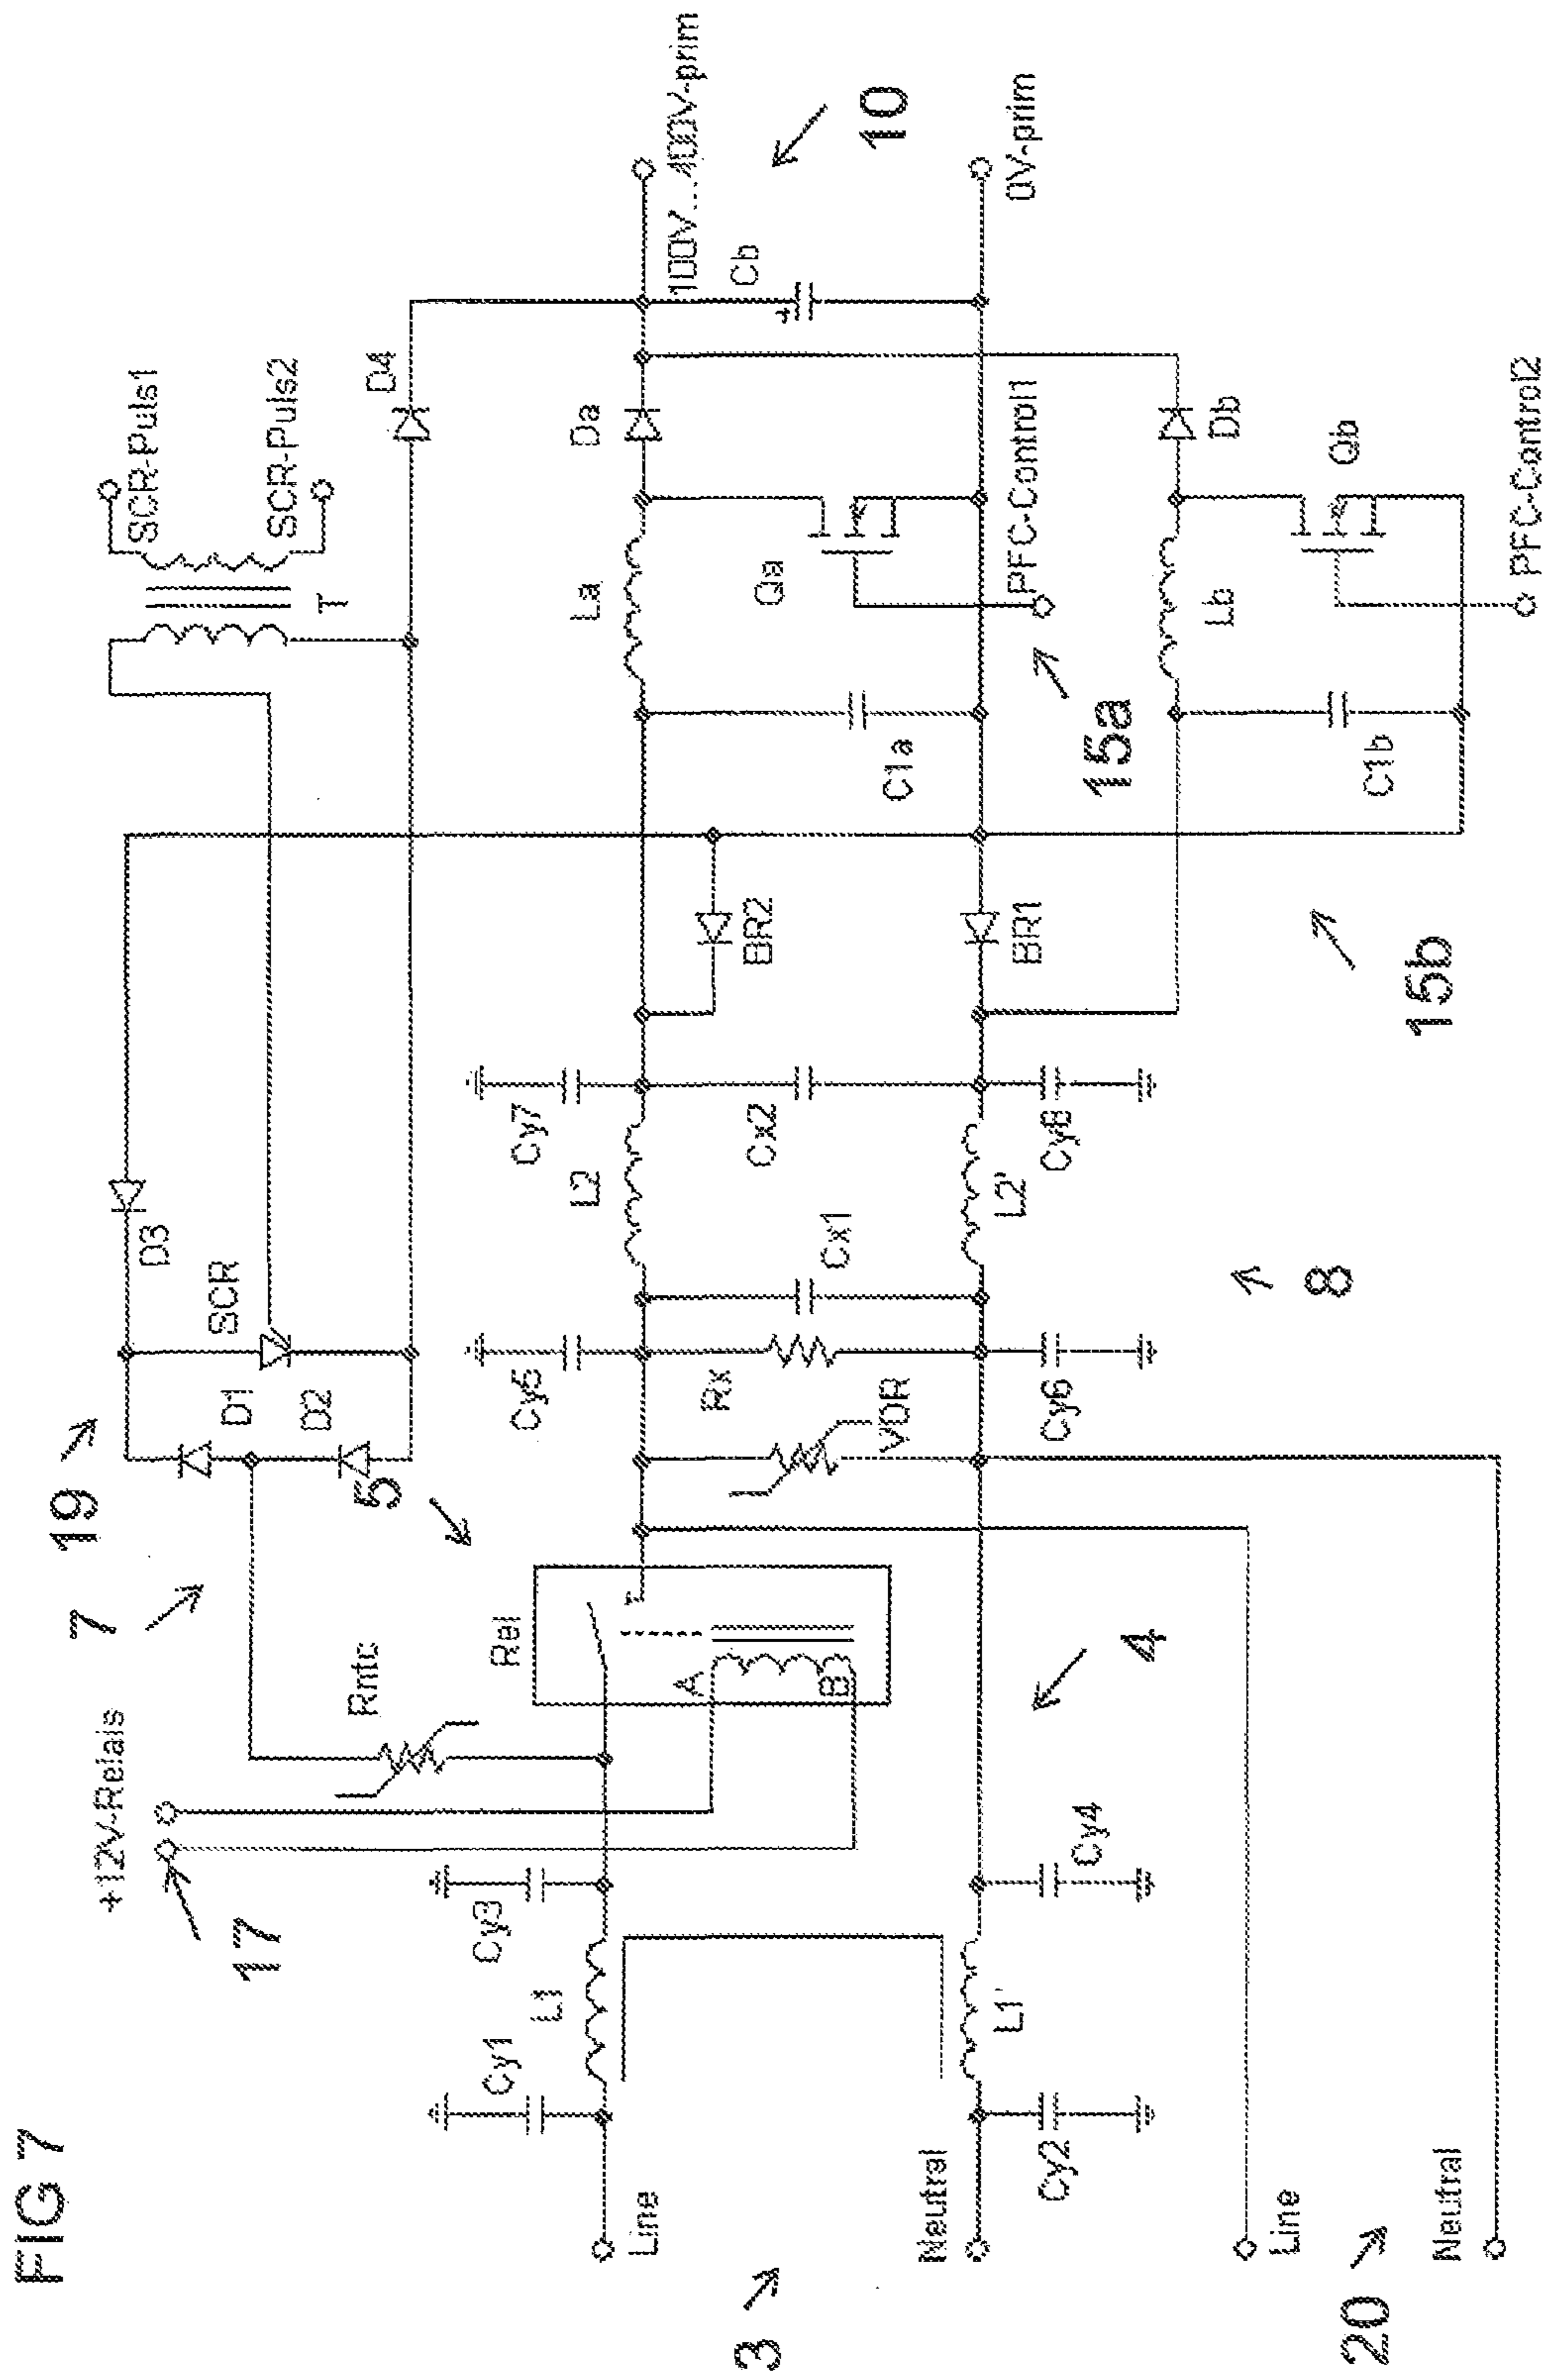 FIG 7
3
Line
Neutral
20
Line
Neutral
Cy1
Cy2
L1
L1'
17
+12V-Relais
Cy3
Cy4
4
7
Rntc
Rel
A
B
5
19
D1
D2
SCR
D3
VDR
Rx
Cy5
Cy6
Cx1
8
L2
L2'
Cy7
Cx2
Cy8
BR2
BR1
15b
C1a
C1b
15a
La
Lb
Qa
Qb
PFC-Control1
PFC-Control2
T
SCR-Puls1
SCR-Puls2
D4
Da
Db
Cb
+
100V...400V-prim
0V-prim
10